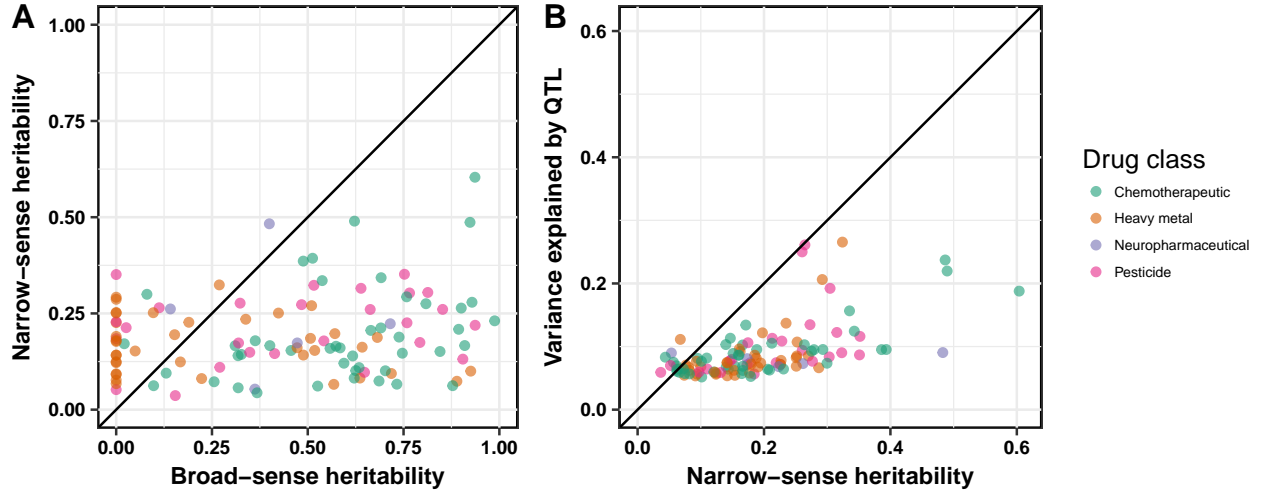 A
Narrow−sense heritability
1.00
0.75
0.50
0.25
0.00
0.00 0.25 0.50 0.75 1.00
Broad−sense heritability
B
Variance explained by QTL
0.6
0.4
0.2
0.0
0.0 0.2 0.4 0.6
Narrow−sense heritability
Drug class
Chemotherapeutic
Heavy metal
Neuropharmaceutical
Pesticide